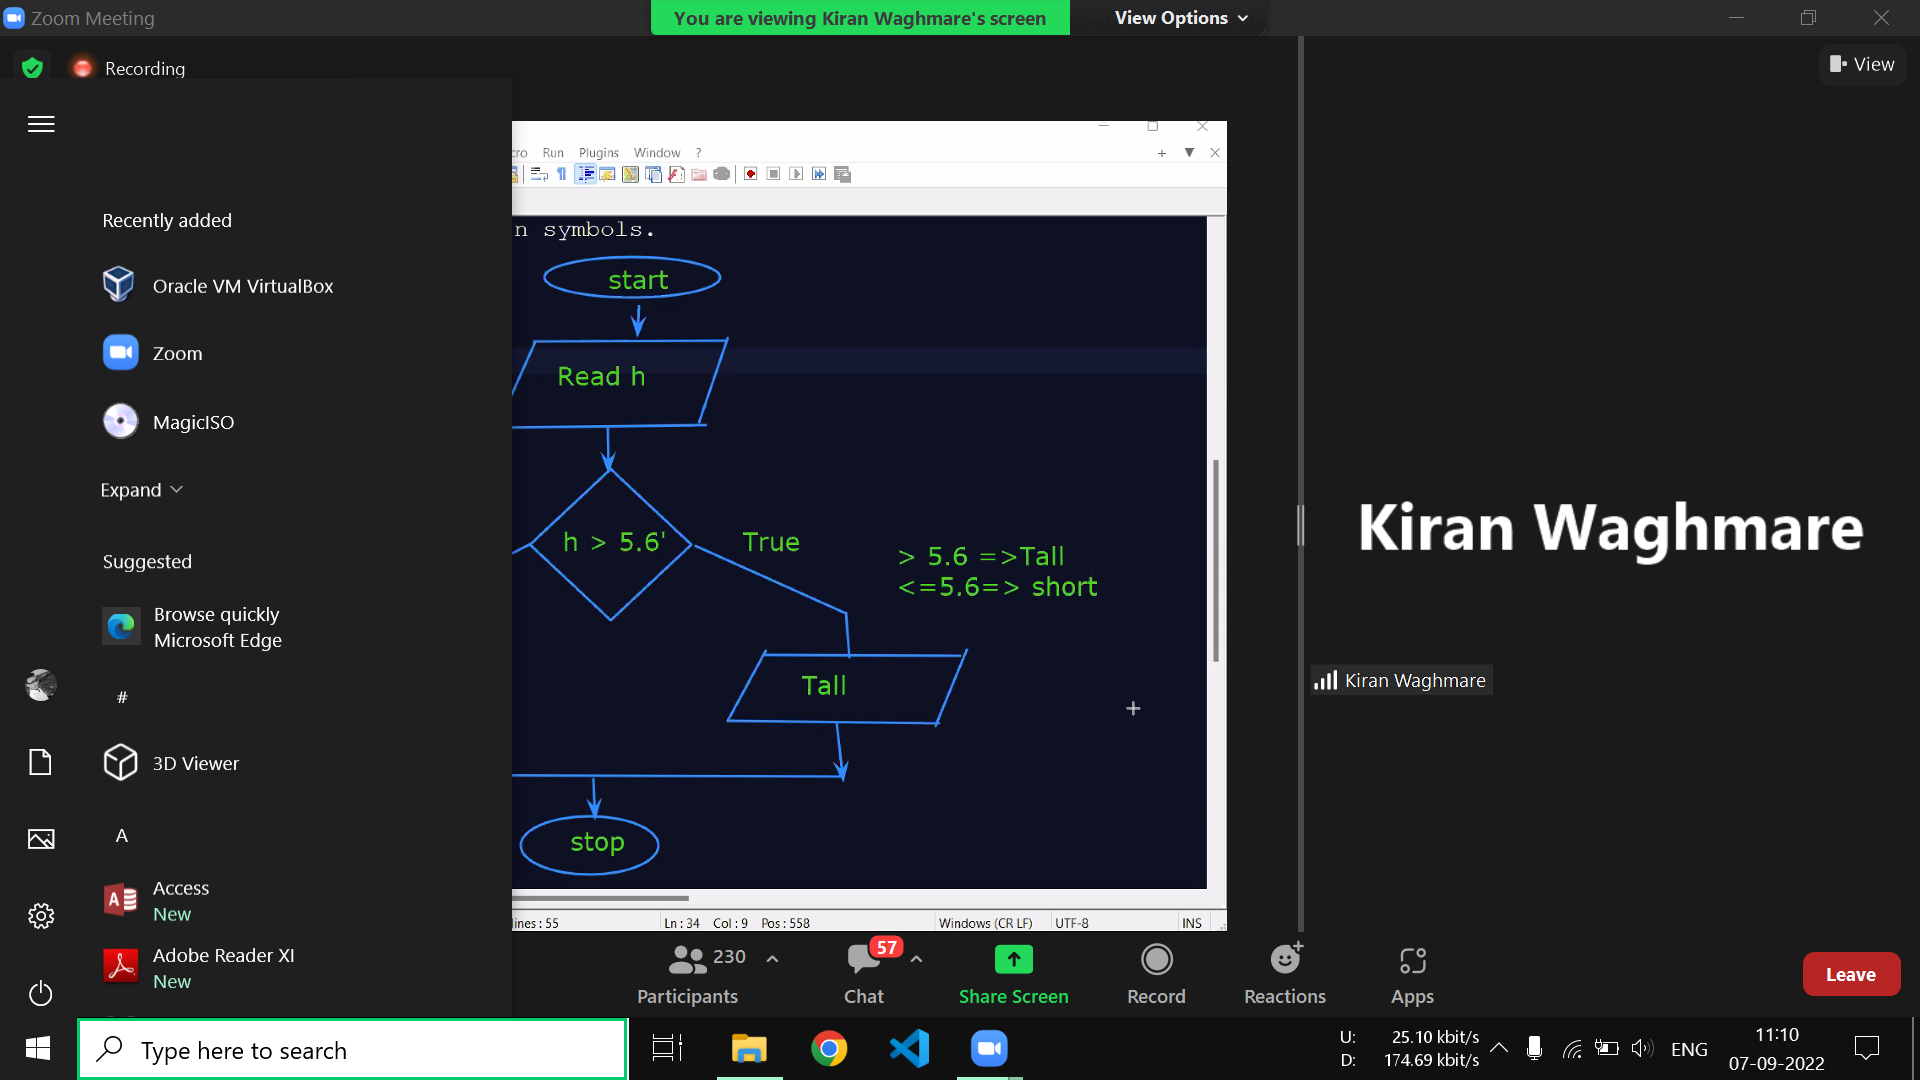 Zoom Meeting
You are viewing Kiran Waghmare's screen
View Options
Recording
View
Recently added
Oracle VM VirtualBox
Zoom
MagicISO
Expand
Suggested
Browse quickly
Microsoft Edge
#
3D Viewer
A
Access
New
Adobe Reader XI
New
cro Run Plugins Window ?
n symbols.
start
Read h
h > 5.6'
True
> 5.6 =>Tall
<=5.6=> short
Tall
stop
lines : 55
Ln : 34 Col : 9 Pos : 558
Windows (CR LF)
UTF-8
INS
Kiran Waghmare
Kiran Waghmare
230
Participants
57
Chat
Share Screen
Record
Reactions
Apps
Leave
Type here to search
U: 25.10 kbit/s
D: 174.69 kbit/s
ENG
11:10
07-09-2022